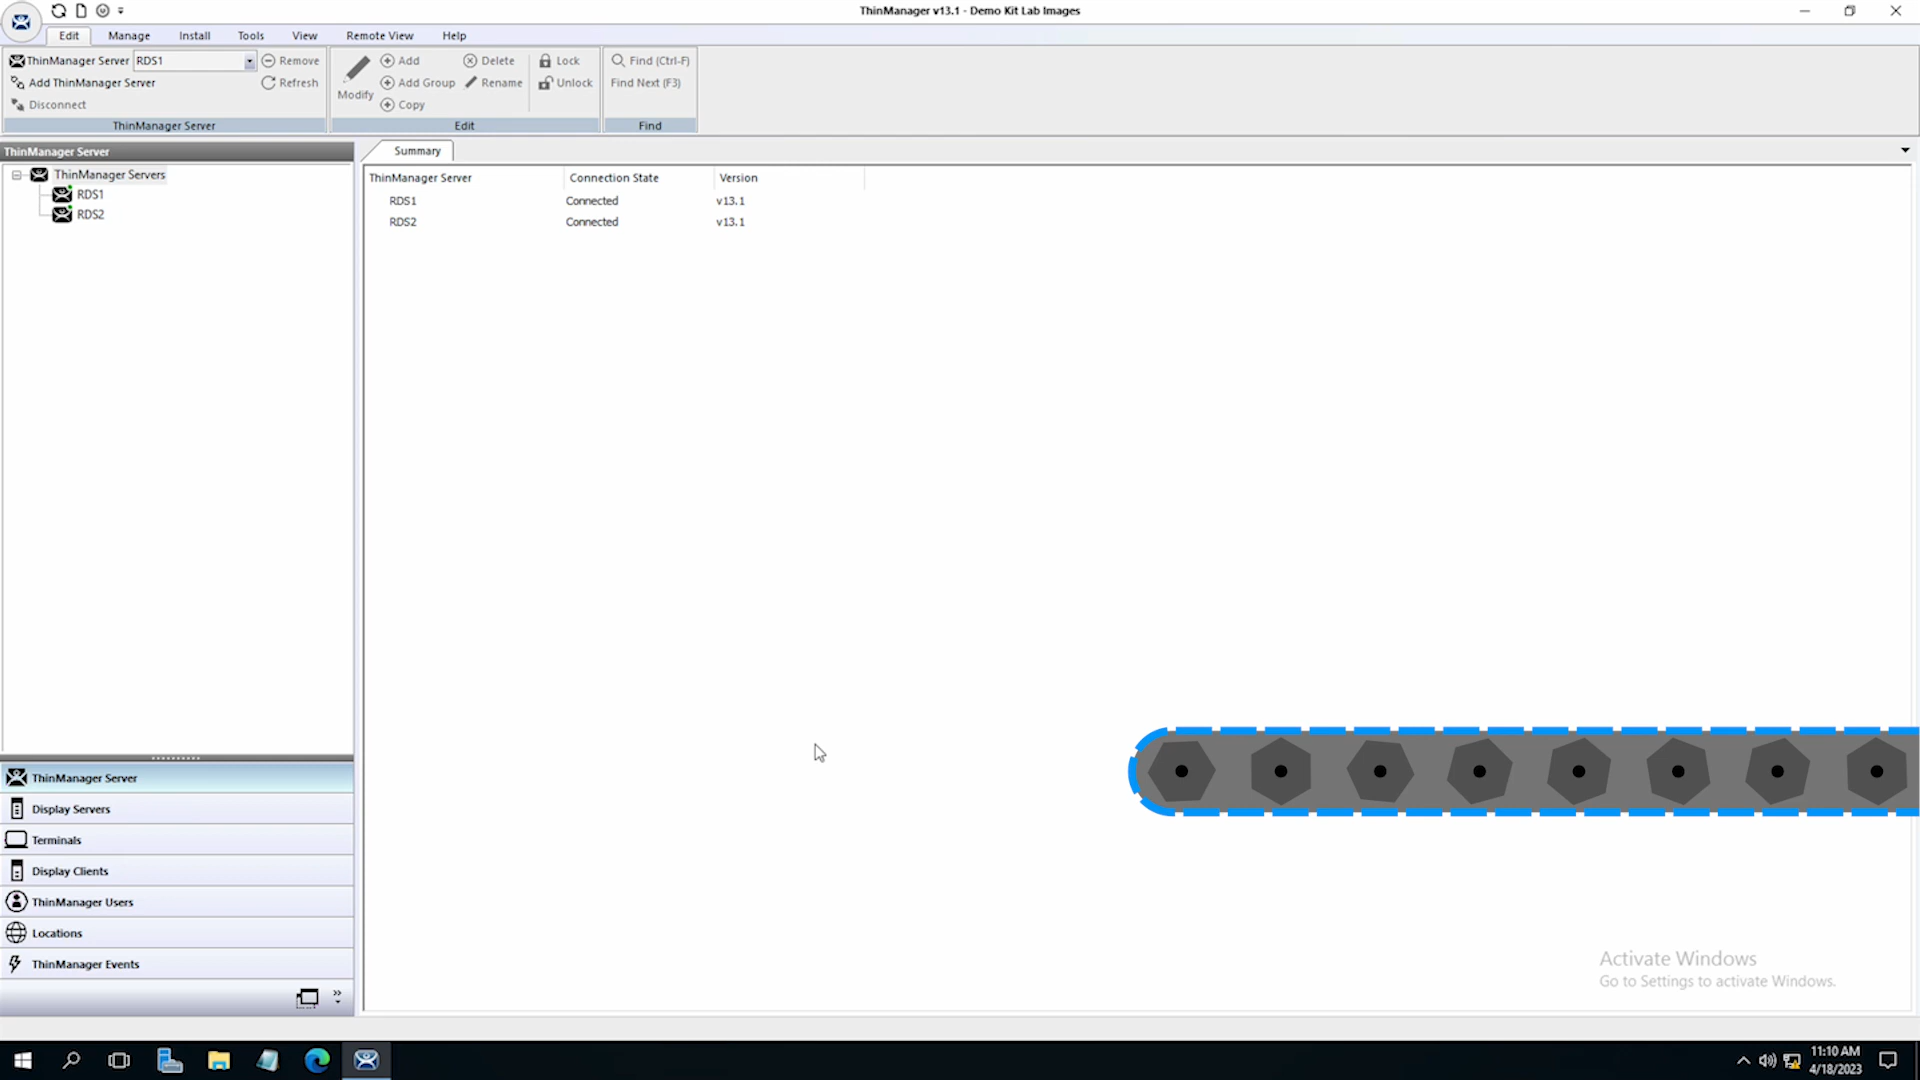 ThinManager v13.1 - Demo Kit Lab Images
Edit Manage Install Tools View Remote View Help
ThinManager Server RDS1 Remove
Add ThinManager Server Refresh
Disconnect
ThinManager Server
Modify
Add Delete Lock
Add Group Rename Unlock
Copy
Edit
Find (Ctrl-F)
Find Next (F3)
Find
ThinManager Server
ThinManager Servers
RDS1
RDS2
Summary
ThinManager Server Connection State Version
RDS1 Connected v13.1
RDS2 Connected v13.1
ThinManager Server
Display Servers
Terminals
Display Clients
ThinManager Users
Locations
ThinManager Events
Activate Windows
Go to Settings to activate Windows.
11:10 AM
4/18/2023